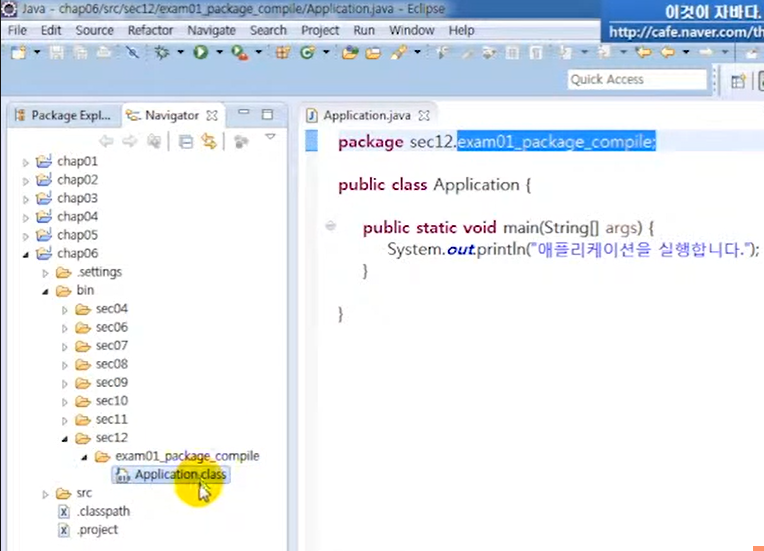 Java - chap06/src/sec12/exam01_package_compile/Application.java - Eclipse
이것이 자바다.
File Edit Source Refactor Navigate Search Project Run Window Help
http://cafe.naver.com/th
Quick Access
Package Expl... Navigator
Application.java
chap01
chap02
chap03
chap04
chap05
chap06
.settings
bin
sec04
sec06
sec07
sec08
sec09
sec10
sec11
sec12
exam01_package_compile
Application.class
src
.classpath
.project
package sec12.exam01_package_compile;
public class Application {
public static void main(String[] args) {
System.out.println("애플리케이션을 실행합니다.");
}
}